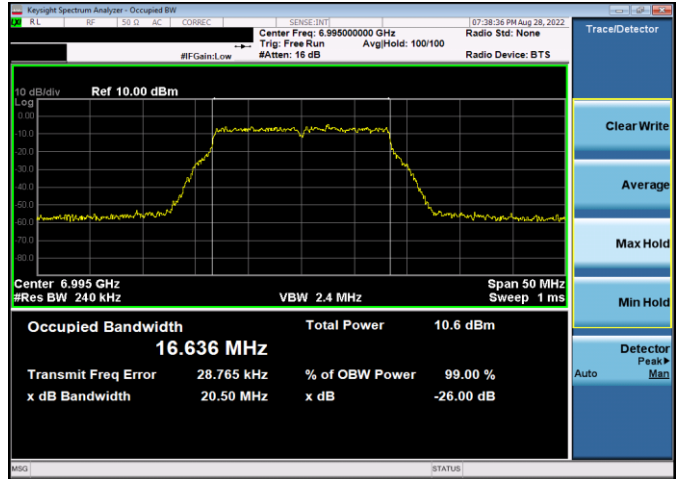 Keysight Spectrum Analyzer - Occupied BW
RL RF 50 Ω AC CORREC SENSE:INT 07:38:36 PM Aug 28, 2022
Center Freq: 6.995000000 GHz Radio Std: None
Trig: Free Run Avg|Hold: 100/100
#IFGain:Low #Atten: 16 dB Radio Device: BTS
Trace/Detector
10 dB/div Ref 10.00 dBm
Log
0.00
-10.0
-20.0
-30.0
-40.0
-50.0
-60.0
-70.0
-80.0
Center 6.995 GHz Span 50 MHz
#Res BW 240 kHz VBW 2.4 MHz Sweep 1 ms
Occupied Bandwidth Total Power 10.6 dBm
16.636 MHz
Transmit Freq Error 28.765 kHz % of OBW Power 99.00 %
x dB Bandwidth 20.50 MHz x dB -26.00 dB
Clear Write
Average
Max Hold
Min Hold
Detector
Peak▶
Auto Man
MSG STATUS